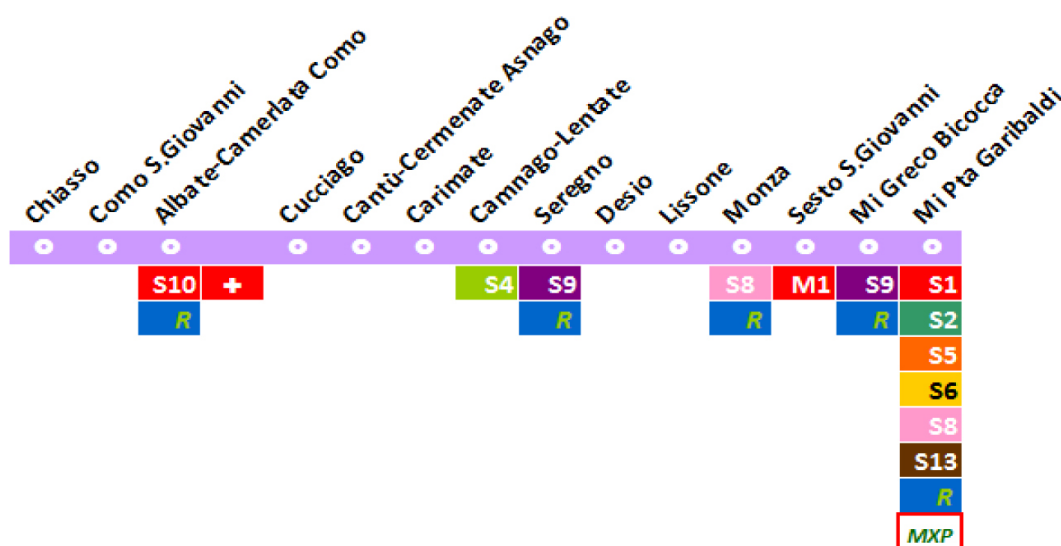 Chiasso
Como S.Giovanni
Albate-Camerlata Como
Cucciago
Cantù-Cermenate Asnago
Carimate
Camnago-Lentate
Seregno
Desio
Lissone
Monza
Sesto S.Giovanni
Mi Greco Bicocca
Mi Pta Garibaldi
S10 + S4 S9 S8 M1 S9 S1
R R R R S2
S5
S6
S8
S13
R
MXP